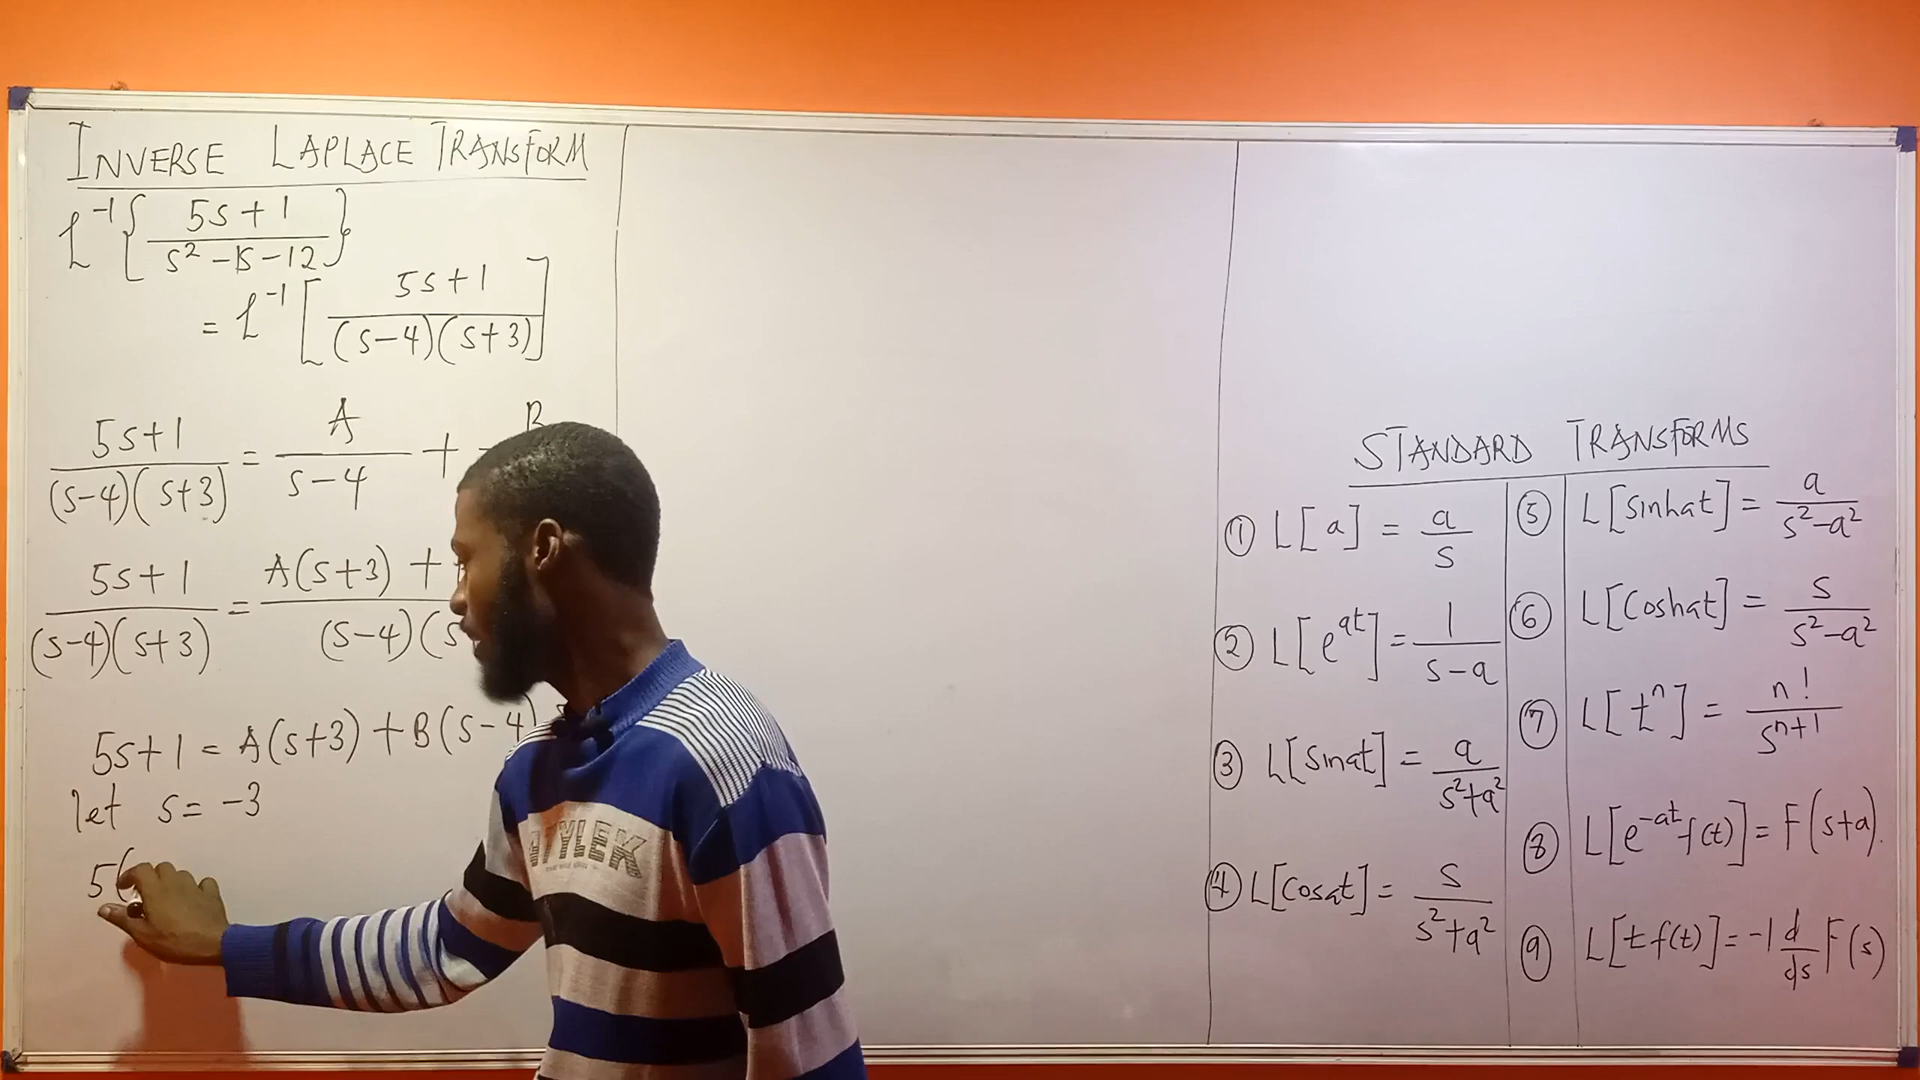 INVERSE LAPLACE TRANSFORM
L⁻¹{ (5s+1)/(s²-1s-12) }
= L⁻¹[ (5s+1)/((s-4)(s+3)) ]
(5s+1)/((s-4)(s+3)) = A/(s-4) + B
(5s+1)/((s-4)(s+3)) = A(s+3) + / (s-4)(s
5s+1 = A(s+3) + B(s-4)
let s = -3
5(
STYLEK
STANDARD TRANSFORMS
① L[a] = a/s
② L[e^at] = 1/(s-a)
③ L[sinat] = a/(s²+a²)
④ L[Cosat] = s/(s²+a²)
⑤ L[sinhat] = a/(s²-a²)
⑥ L[Coshat] = s/(s²-a²)
⑦ L[tⁿ] = n!/sⁿ⁺¹
⑧ L[e^-at f(t)] = F(s+a).
⑨ L[t f(t)] = -1 d/ds F(s)